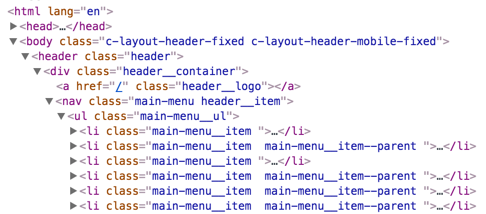 <html lang="en">
▶<head>…</head>
▼<body class="c-layout-header-fixed c-layout-header-mobile-fixed">
▼<header class="header">
▼<div class="header__container">
<a href="/" class="header__logo"></a>
▼<nav class="main-menu header__item">
▼<ul class="main-menu__ul">
▶<li class="main-menu__item ">…</li>
▶<li class="main-menu__item  main-menu__item--parent ">…</li>
▶<li class="main-menu__item ">…</li>
▶<li class="main-menu__item  main-menu__item--parent ">…</li>
▶<li class="main-menu__item  main-menu__item--parent ">…</li>
▶<li class="main-menu__item  main-menu__item--parent ">…</li>